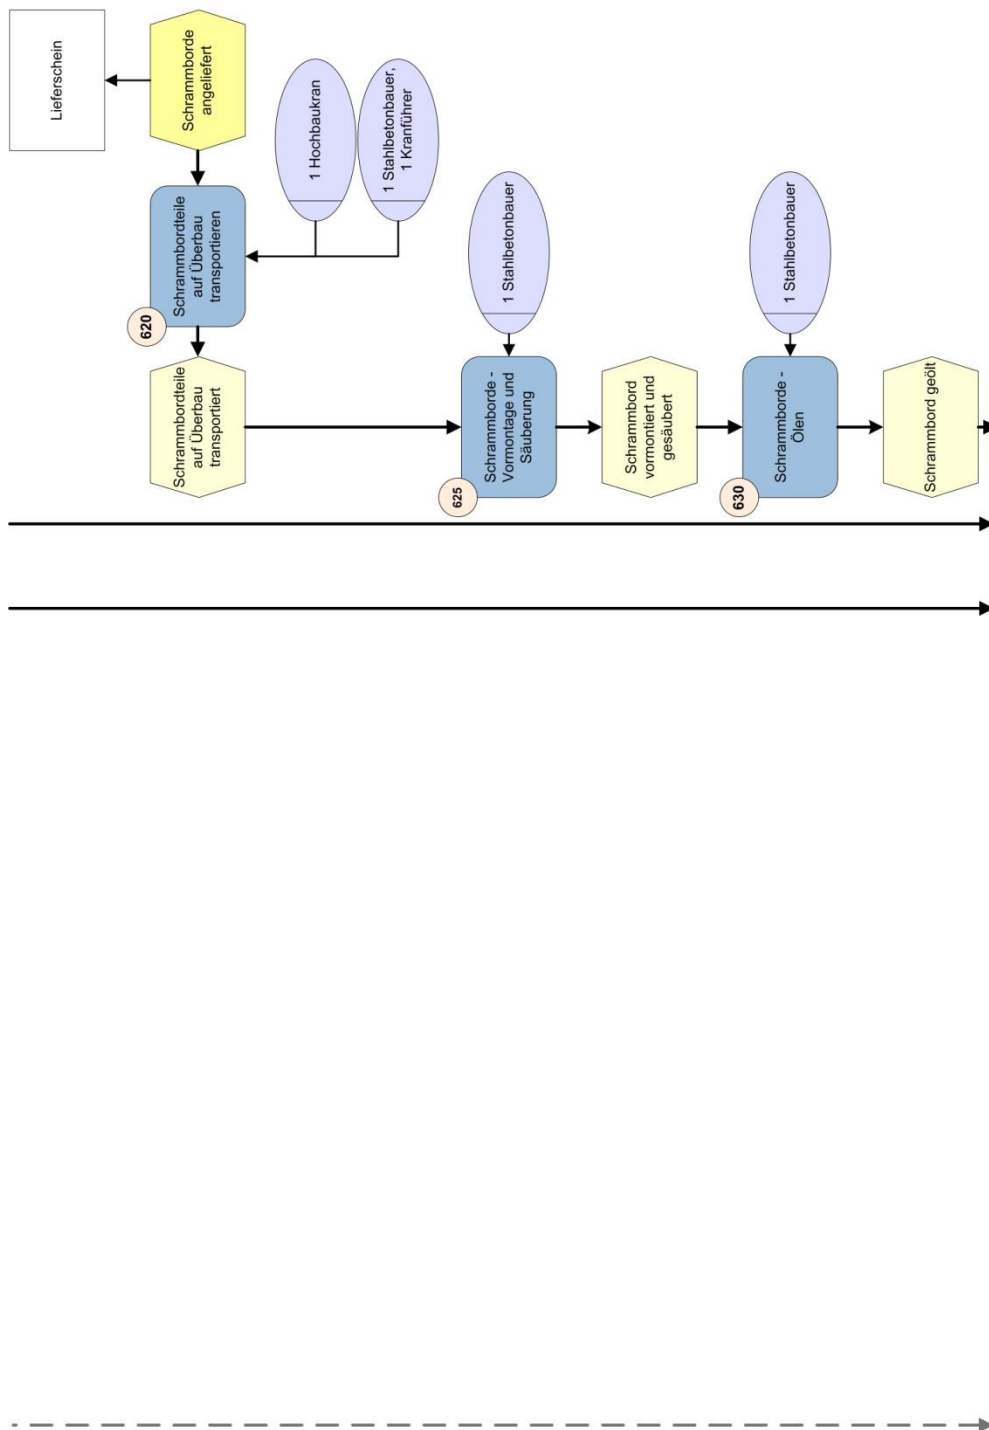 Lieferschein
Schrammborde
angeliefert
1 Hochbaukran
1 Stahlbetonbauer,
1 Kranführer
Schrammbordteile
auf Überbau
transportieren
620
Schrammbordteile
auf Überbau
transportiert
1 Stahlbetonbauer
Schrammborde -
Vormontage und
Säuberung
625
Schrammbord
vormontiert und
gesäubert
1 Stahlbetonbauer
Schrammborde -
Ölen
630
Schrammbord geölt